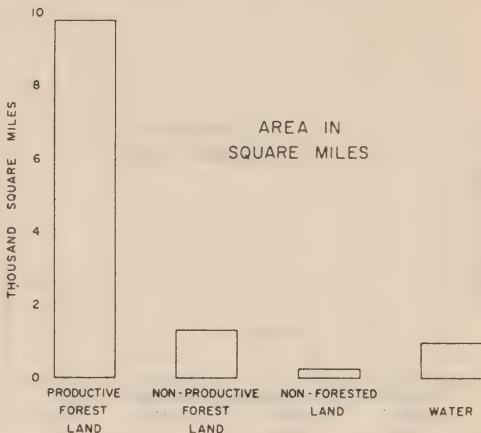 10
8
6
4
2
0
THOUSAND SQUARE MILES
AREA IN
SQUARE MILES
PRODUCTIVE
FOREST
LAND
NON-PRODUCTIVE
FOREST
LAND
NON-FORESTED
LAND
WATER